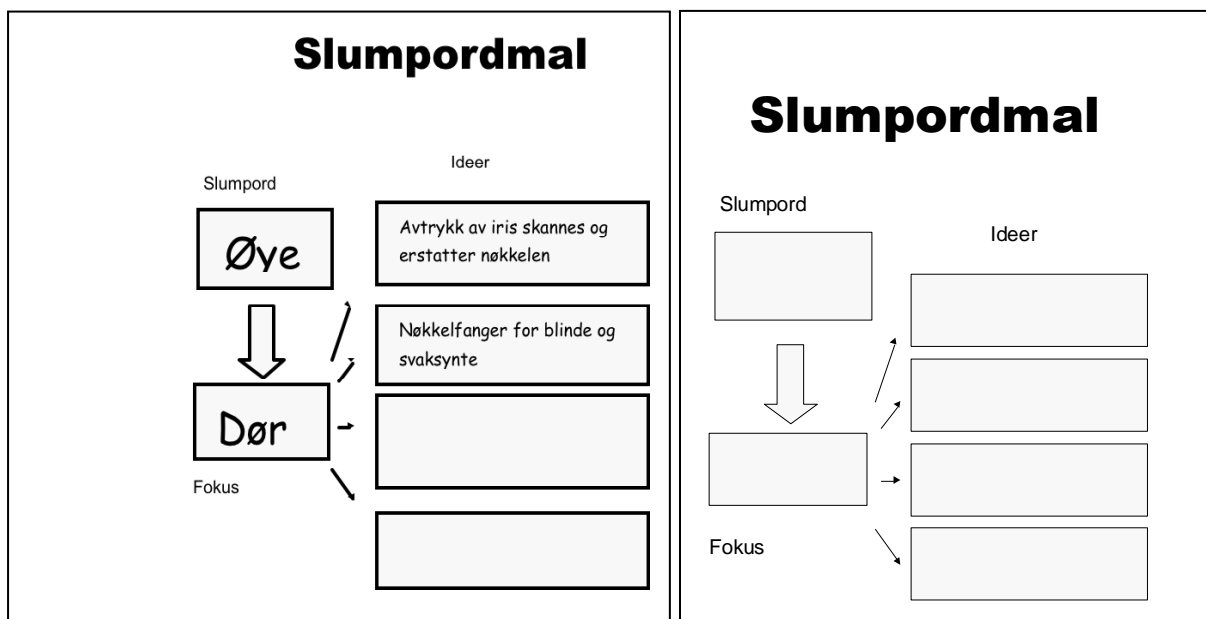 Slumpordmal
Ideer
Slumpord
Øye
Avtrykk av iris skannes og
erstatter nøkkelen
Nøkkelfanger for blinde og
svaksynte
Dør
Fokus
Slumpordmal
Slumpord
Ideer
Fokus